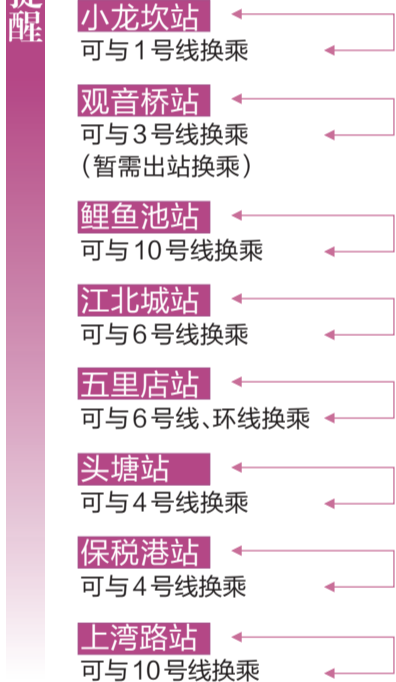 提醒
小龙坎站
可与1号线换乘
观音桥站
可与3号线换乘
（暂需出站换乘）
鲤鱼池站
可与10号线换乘
江北城站
可与6号线换乘
五里店站
可与6号线、环线换乘
头塘站
可与4号线换乘
保税港站
可与4号线换乘
上湾路站
可与10号线换乘